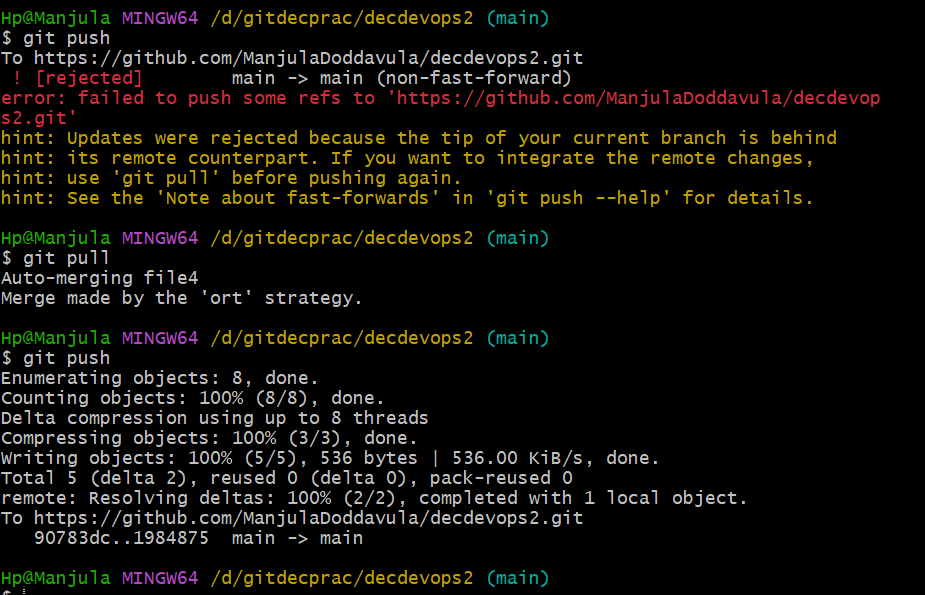 Hp@Manjula MINGW64 /d/gitdecprac/decdevops2 (main)
$ git push
To https://github.com/ManjulaDoddavula/decdevops2.git
 ! [rejected]        main -> main (non-fast-forward)
error: failed to push some refs to 'https://github.com/ManjulaDoddavula/decdevop
s2.git'
hint: Updates were rejected because the tip of your current branch is behind
hint: its remote counterpart. If you want to integrate the remote changes,
hint: use 'git pull' before pushing again.
hint: See the 'Note about fast-forwards' in 'git push --help' for details.
Hp@Manjula MINGW64 /d/gitdecprac/decdevops2 (main)
$ git pull
Auto-merging file4
Merge made by the 'ort' strategy.
Hp@Manjula MINGW64 /d/gitdecprac/decdevops2 (main)
$ git push
Enumerating objects: 8, done.
Counting objects: 100% (8/8), done.
Delta compression using up to 8 threads
Compressing objects: 100% (3/3), done.
Writing objects: 100% (5/5), 536 bytes | 536.00 KiB/s, done.
Total 5 (delta 2), reused 0 (delta 0), pack-reused 0
remote: Resolving deltas: 100% (2/2), completed with 1 local object.
To https://github.com/ManjulaDoddavula/decdevops2.git
   90783dc..1984875  main -> main
Hp@Manjula MINGW64 /d/gitdecprac/decdevops2 (main)
$